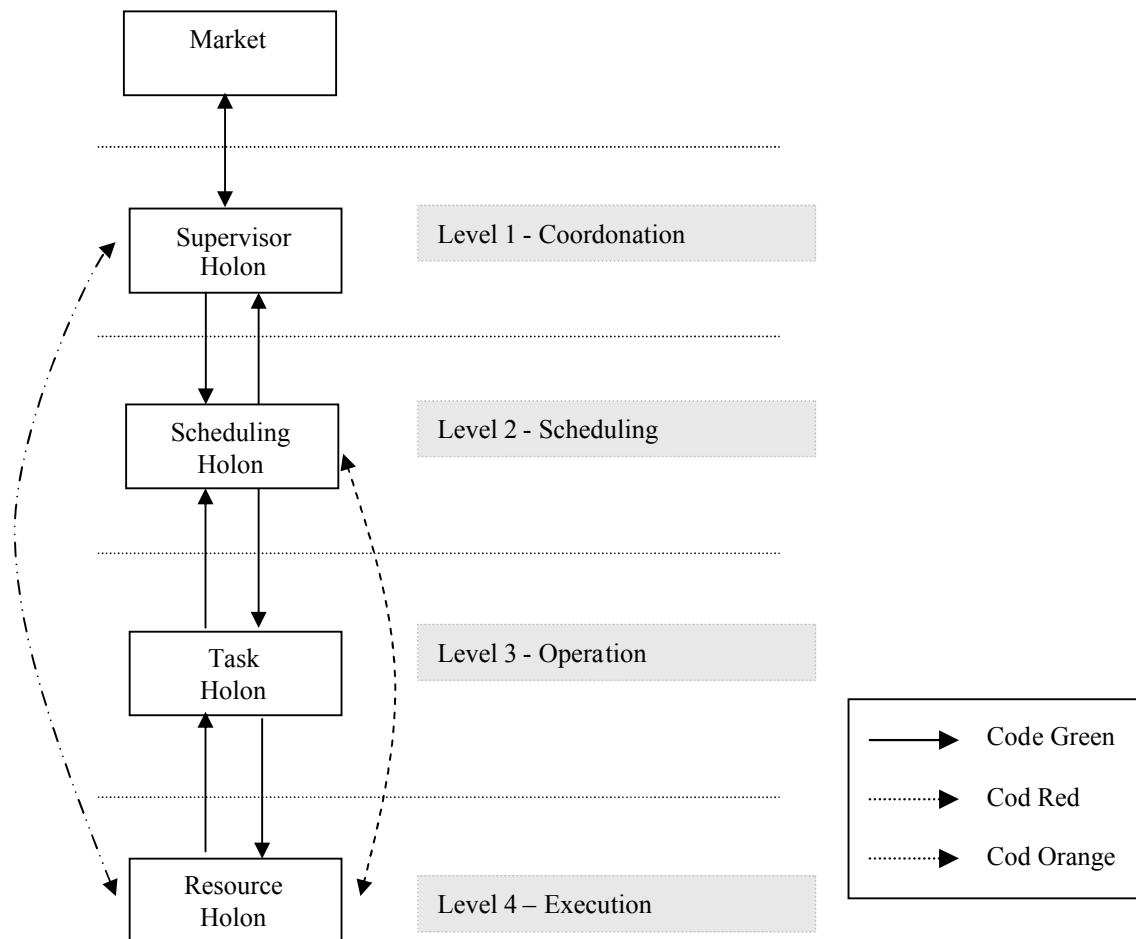 Market
Supervisor
Holon
Level 1 - Coordonation
Scheduling
Holon
Level 2 - Scheduling
Task
Holon
Level 3 - Operation
Resource
Holon
Level 4 – Execution
Code Green
Cod Red
Cod Orange